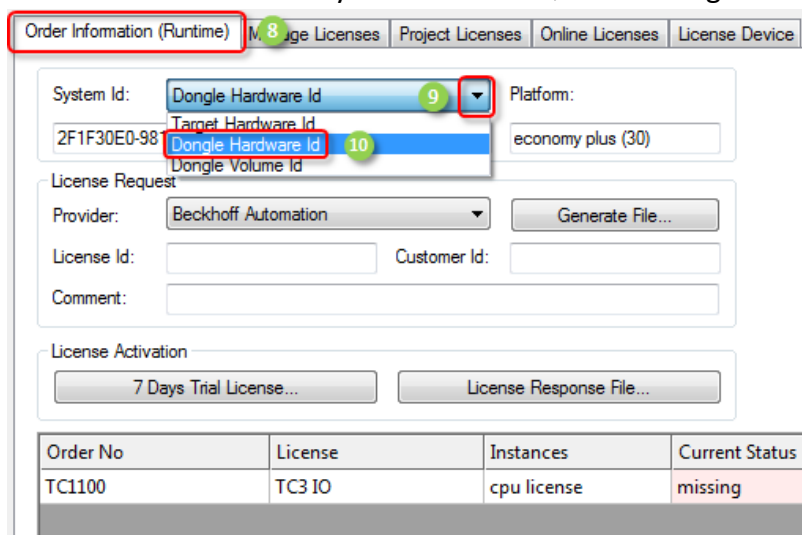 Order Information (Runtime) 8 Manage Licenses Project Licenses Online Licenses License Device
System Id: Dongle Hardware Id 9 Platform:
2F1F30E0-981 Target Hardware Id economy plus (30)
Dongle Hardware Id 10
Dongle Volume Id
License Request
Provider: Beckhoff Automation Generate File...
License Id: Customer Id:
Comment:
License Activation
7 Days Trial License... License Response File...
Order No License Instances Current Status
TC1100 TC3 IO cpu license missing